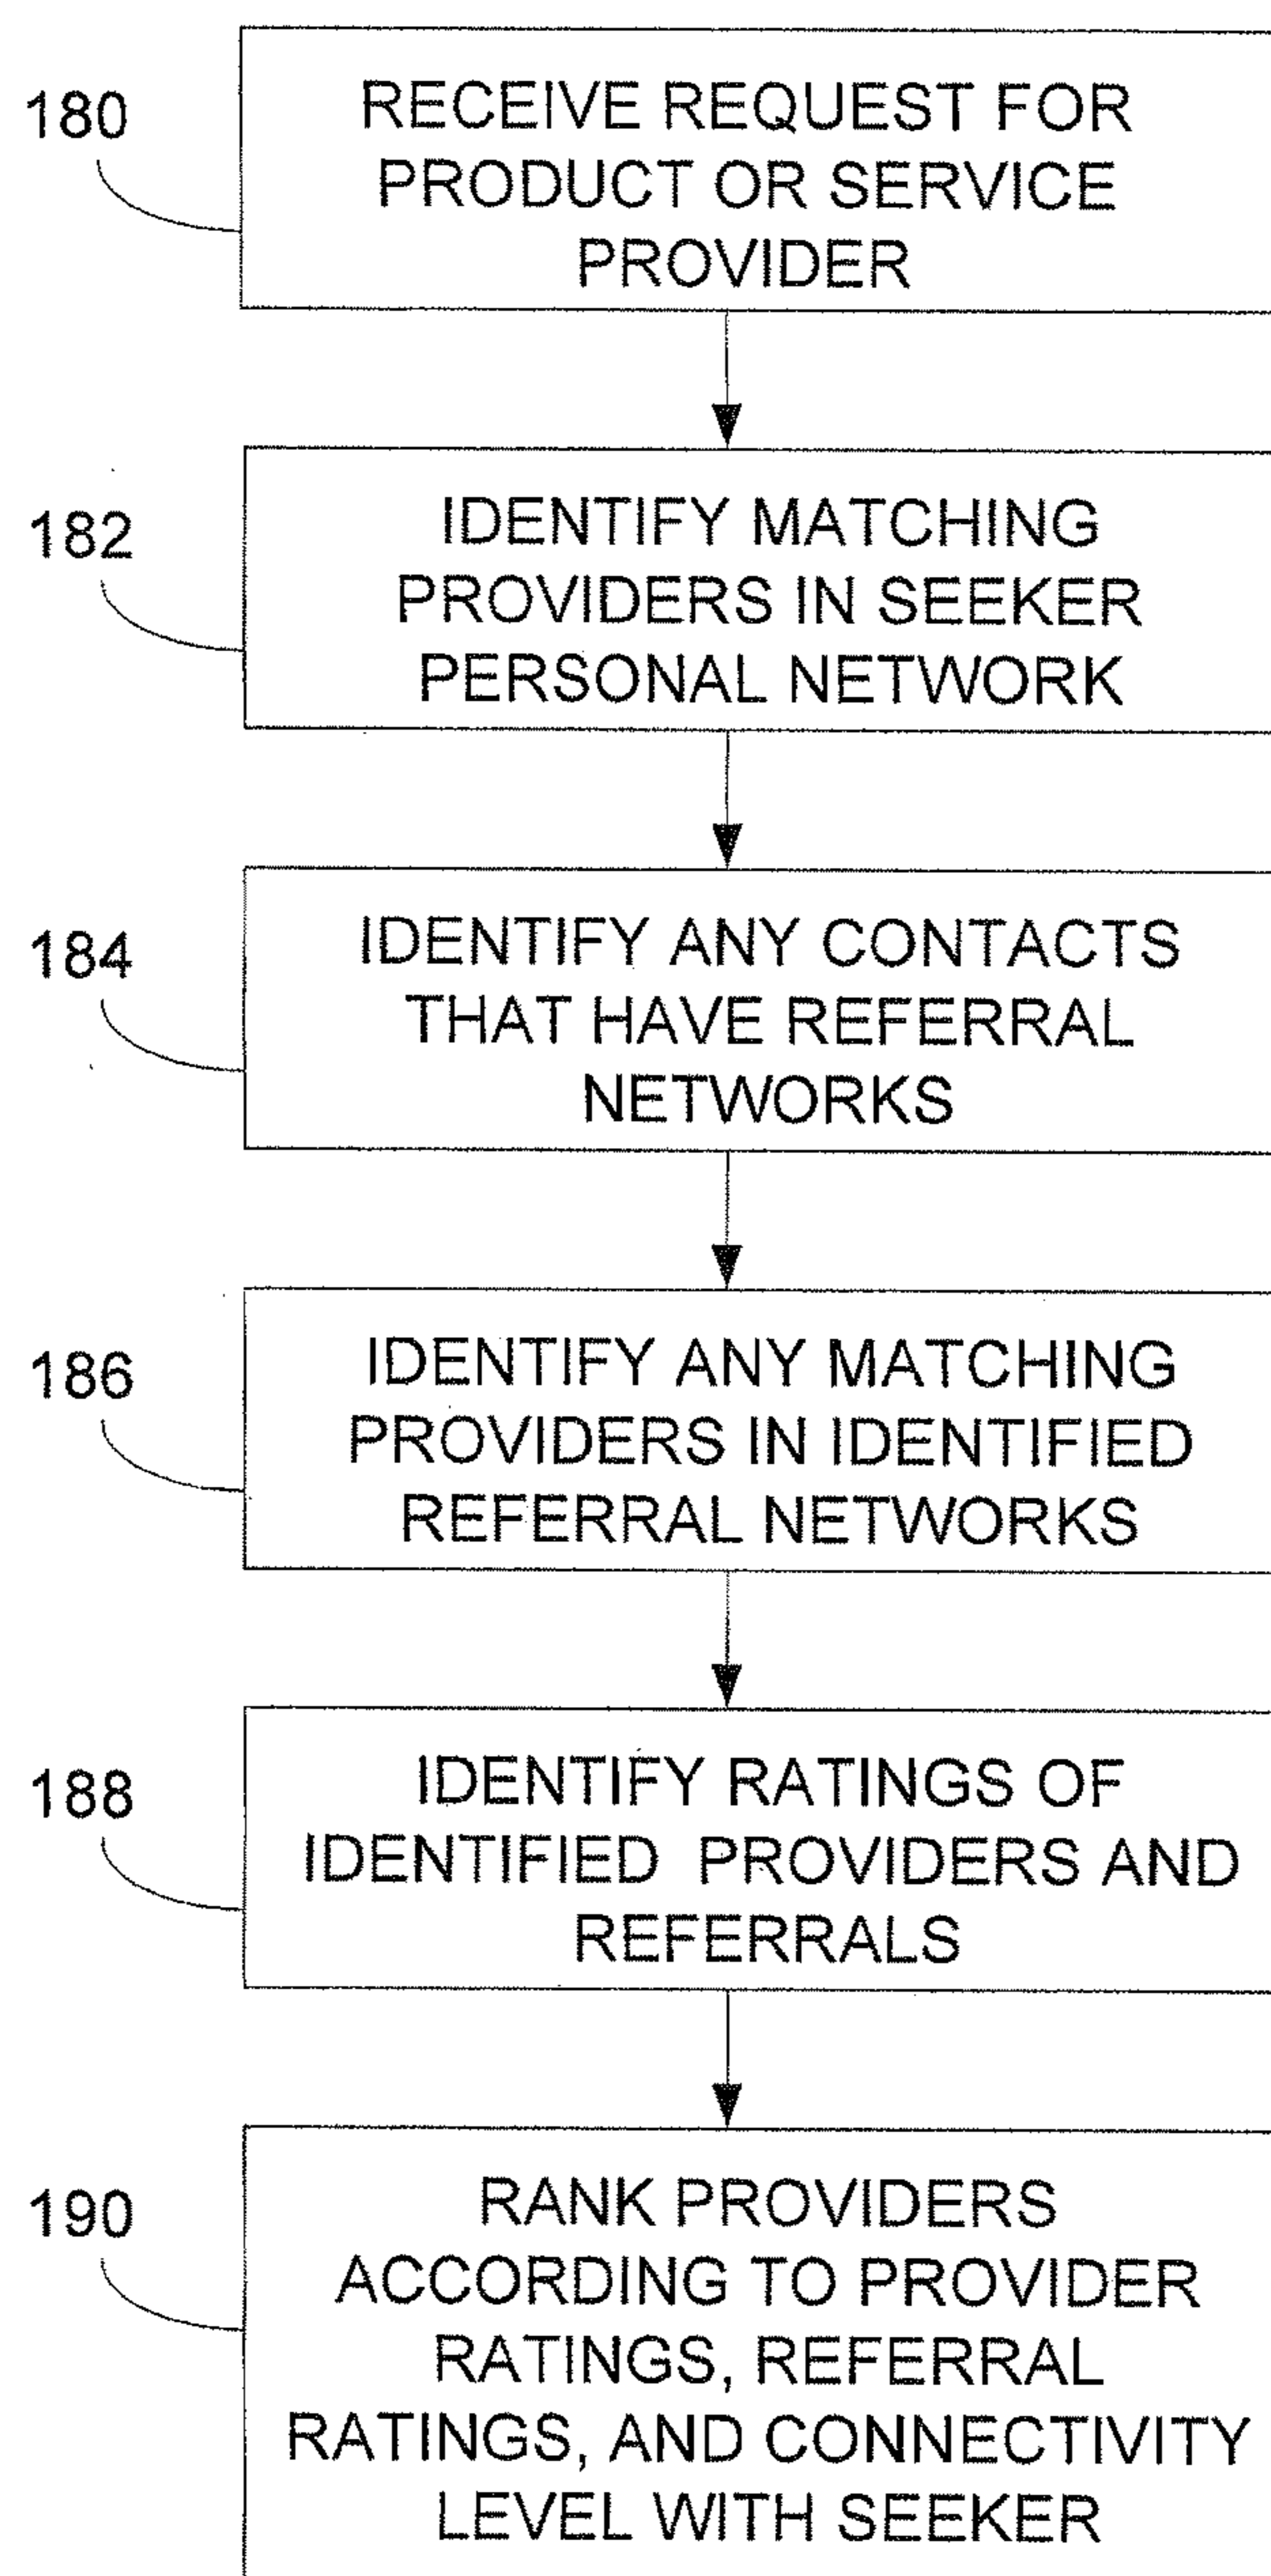 180
RECEIVE REQUEST FOR
PRODUCT OR SERVICE
PROVIDER
182
IDENTIFY MATCHING
PROVIDERS IN SEEKER
PERSONAL NETWORK
184
IDENTIFY ANY CONTACTS
THAT HAVE REFERRAL
NETWORKS
186
IDENTIFY ANY MATCHING
PROVIDERS IN IDENTIFIED
REFERRAL NETWORKS
188
IDENTIFY RATINGS OF
IDENTIFIED PROVIDERS AND
REFERRALS
190
RANK PROVIDERS
ACCORDING TO PROVIDER
RATINGS, REFERRAL
RATINGS, AND CONNECTIVITY
LEVEL WITH SEEKER